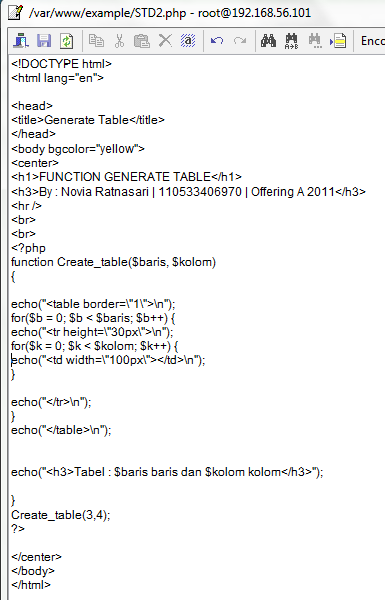 /var/www/example/STD2.php - root@192.168.56.101
Enco
<!DOCTYPE html>
<html lang="en">
<head>
<title>Generate Table</title>
</head>
<body bgcolor="yellow">
<center>
<h1>FUNCTION GENERATE TABLE</h1>
<h3>By : Novia Ratnasari | 110533406970 | Offering A 2011</h3>
<hr />
<br>
<br>
<?php
function Create_table($baris, $kolom)
{
echo("<table border=\"1\">\n");
for($b = 0; $b < $baris; $b++) {
echo("<tr height=\"30px\">\n");
for($k = 0; $k < $kolom; $k++) {
echo("<td width=\"100px\"></td>\n");
}
echo("</tr>\n");
}
echo("</table>\n");
echo("<h3>Tabel : $baris baris dan $kolom kolom</h3>");
}
Create_table(3,4);
?>
</center>
</body>
</html>